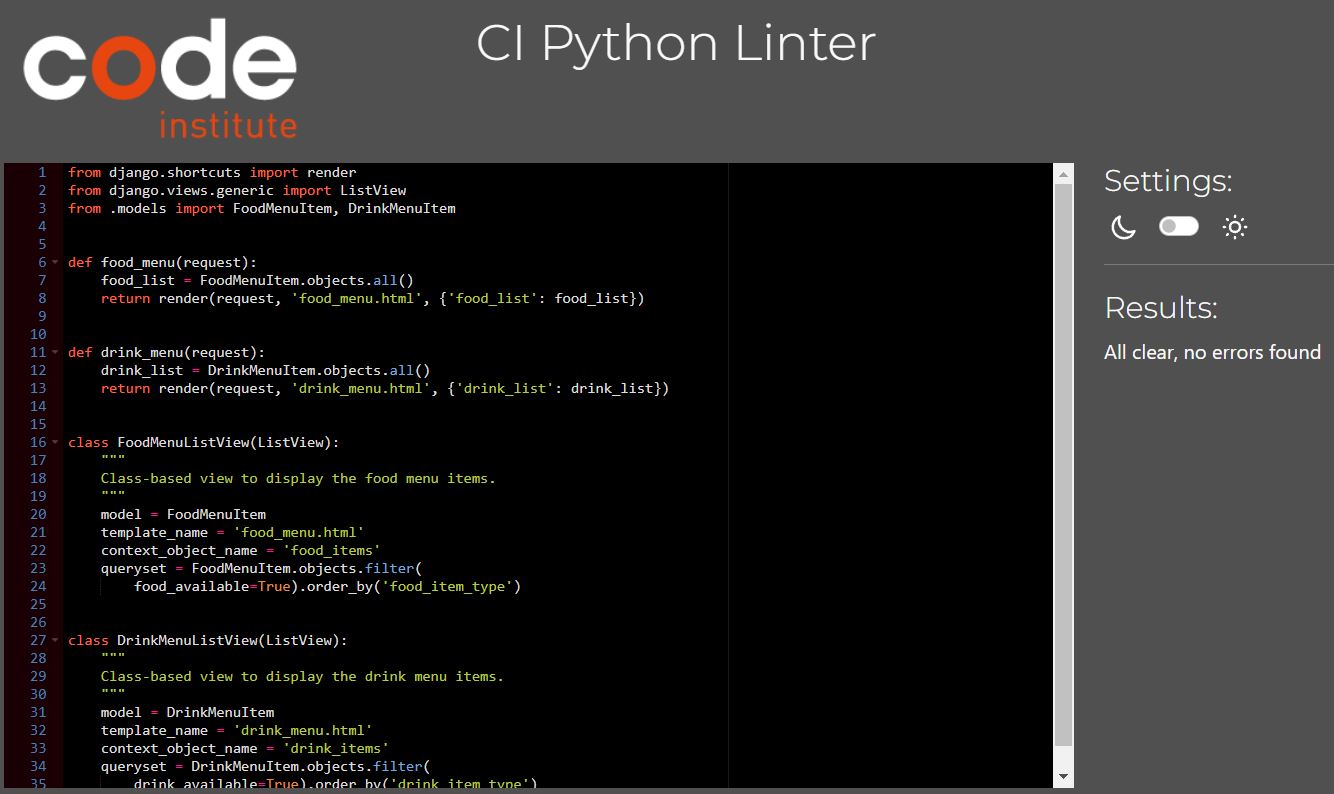 code
institute
CI Python Linter
1 from django.shortcuts import render
2 from django.views.generic import ListView
3 from .models import FoodMenuItem, DrinkMenuItem
4
5
6 def food_menu(request):
7     food_list = FoodMenuItem.objects.all()
8     return render(request, 'food_menu.html', {'food_list': food_list})
9
10
11 def drink_menu(request):
12     drink_list = DrinkMenuItem.objects.all()
13     return render(request, 'drink_menu.html', {'drink_list': drink_list})
14
15
16 class FoodMenuListView(ListView):
17     """
18     Class-based view to display the food menu items.
19     """
20     model = FoodMenuItem
21     template_name = 'food_menu.html'
22     context_object_name = 'food_items'
23     queryset = FoodMenuItem.objects.filter(
24         food_available=True).order_by('food_item_type')
25
26
27 class DrinkMenuListView(ListView):
28     """
29     Class-based view to display the drink menu items.
30     """
31     model = DrinkMenuItem
32     template_name = 'drink_menu.html'
33     context_object_name = 'drink_items'
34     queryset = DrinkMenuItem.objects.filter(
35         drink_available=True).order_by('drink_item_type')
Settings:
Results:
All clear, no errors found